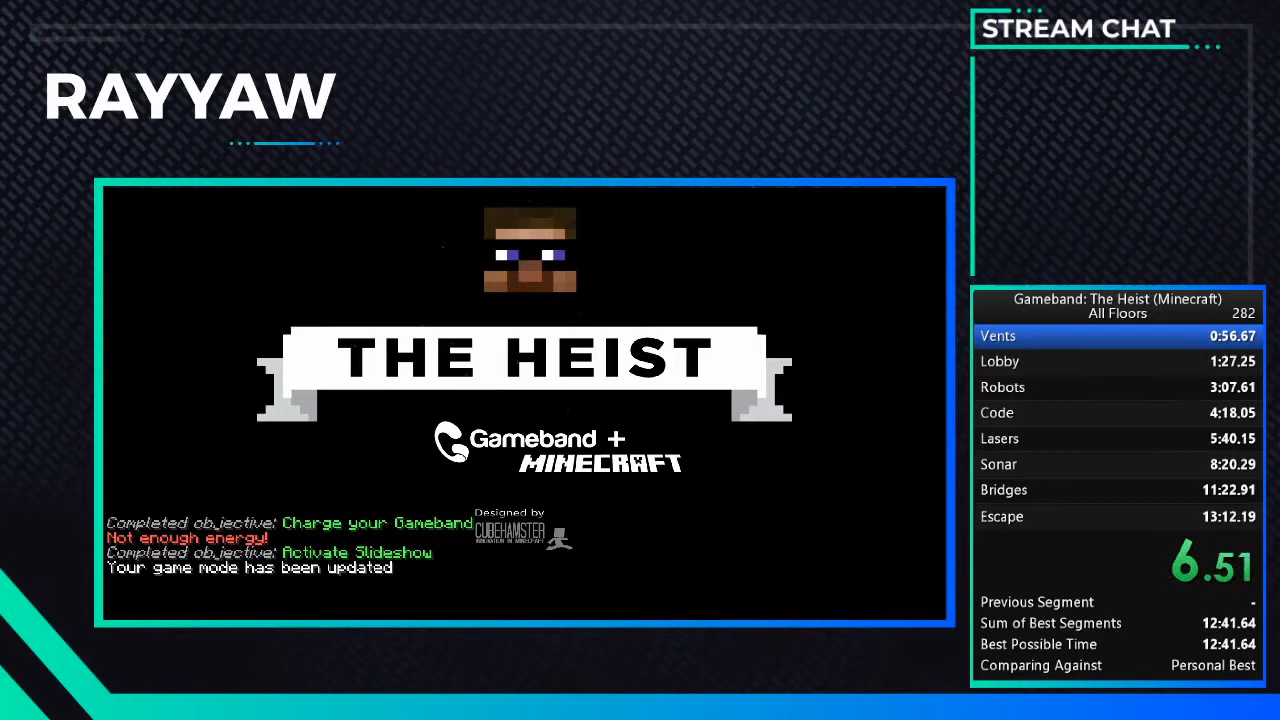 STREAM CHAT
RAYYAW
THE HEIST
Gameband +
MINECRAFT
Designed by
CUBEHAMSTER
INNOVATION IN MINECRAFT
Completed objective: Charge your Gameband
Not enough energy!
Completed objective: Activate Slideshow
Your game mode has been updated
Gameband: The Heist (Minecraft)
All Floors 282
Vents 0:56.67
Lobby 1:27.25
Robots 3:07.61
Code 4:18.05
Lasers 5:40.15
Sonar 8:20.29
Bridges 11:22.91
Escape 13:12.19
6.51
Previous Segment -
Sum of Best Segments 12:41.64
Best Possible Time 12:41.64
Comparing Against Personal Best